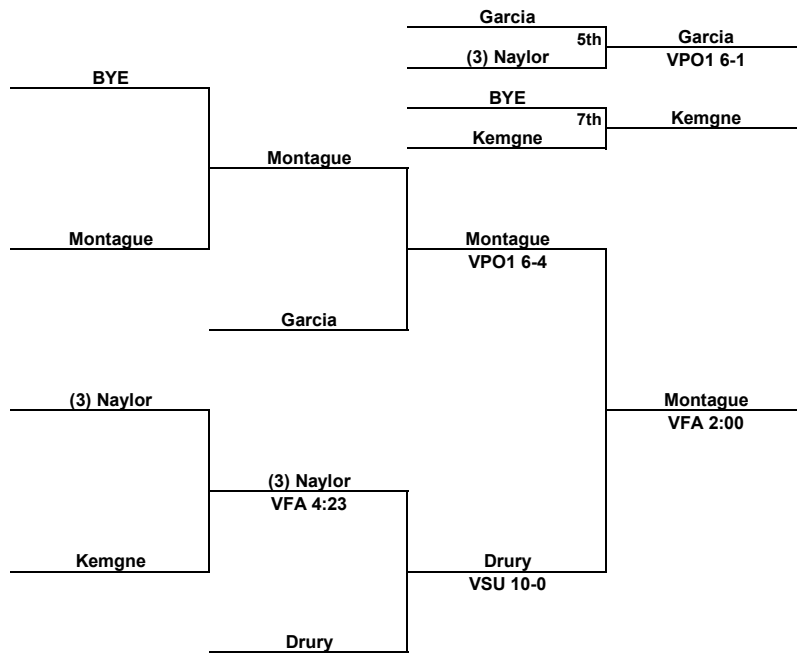 Garcia
5th
Garcia
(3) Naylor
VPO1 6-1
BYE
BYE
7th
Kemgne
Kemgne
Montague
Montague
Montague
VPO1 6-4
Garcia
(3) Naylor
Montague
VFA 2:00
(3) Naylor
VFA 4:23
Kemgne
Drury
VSU 10-0
Drury